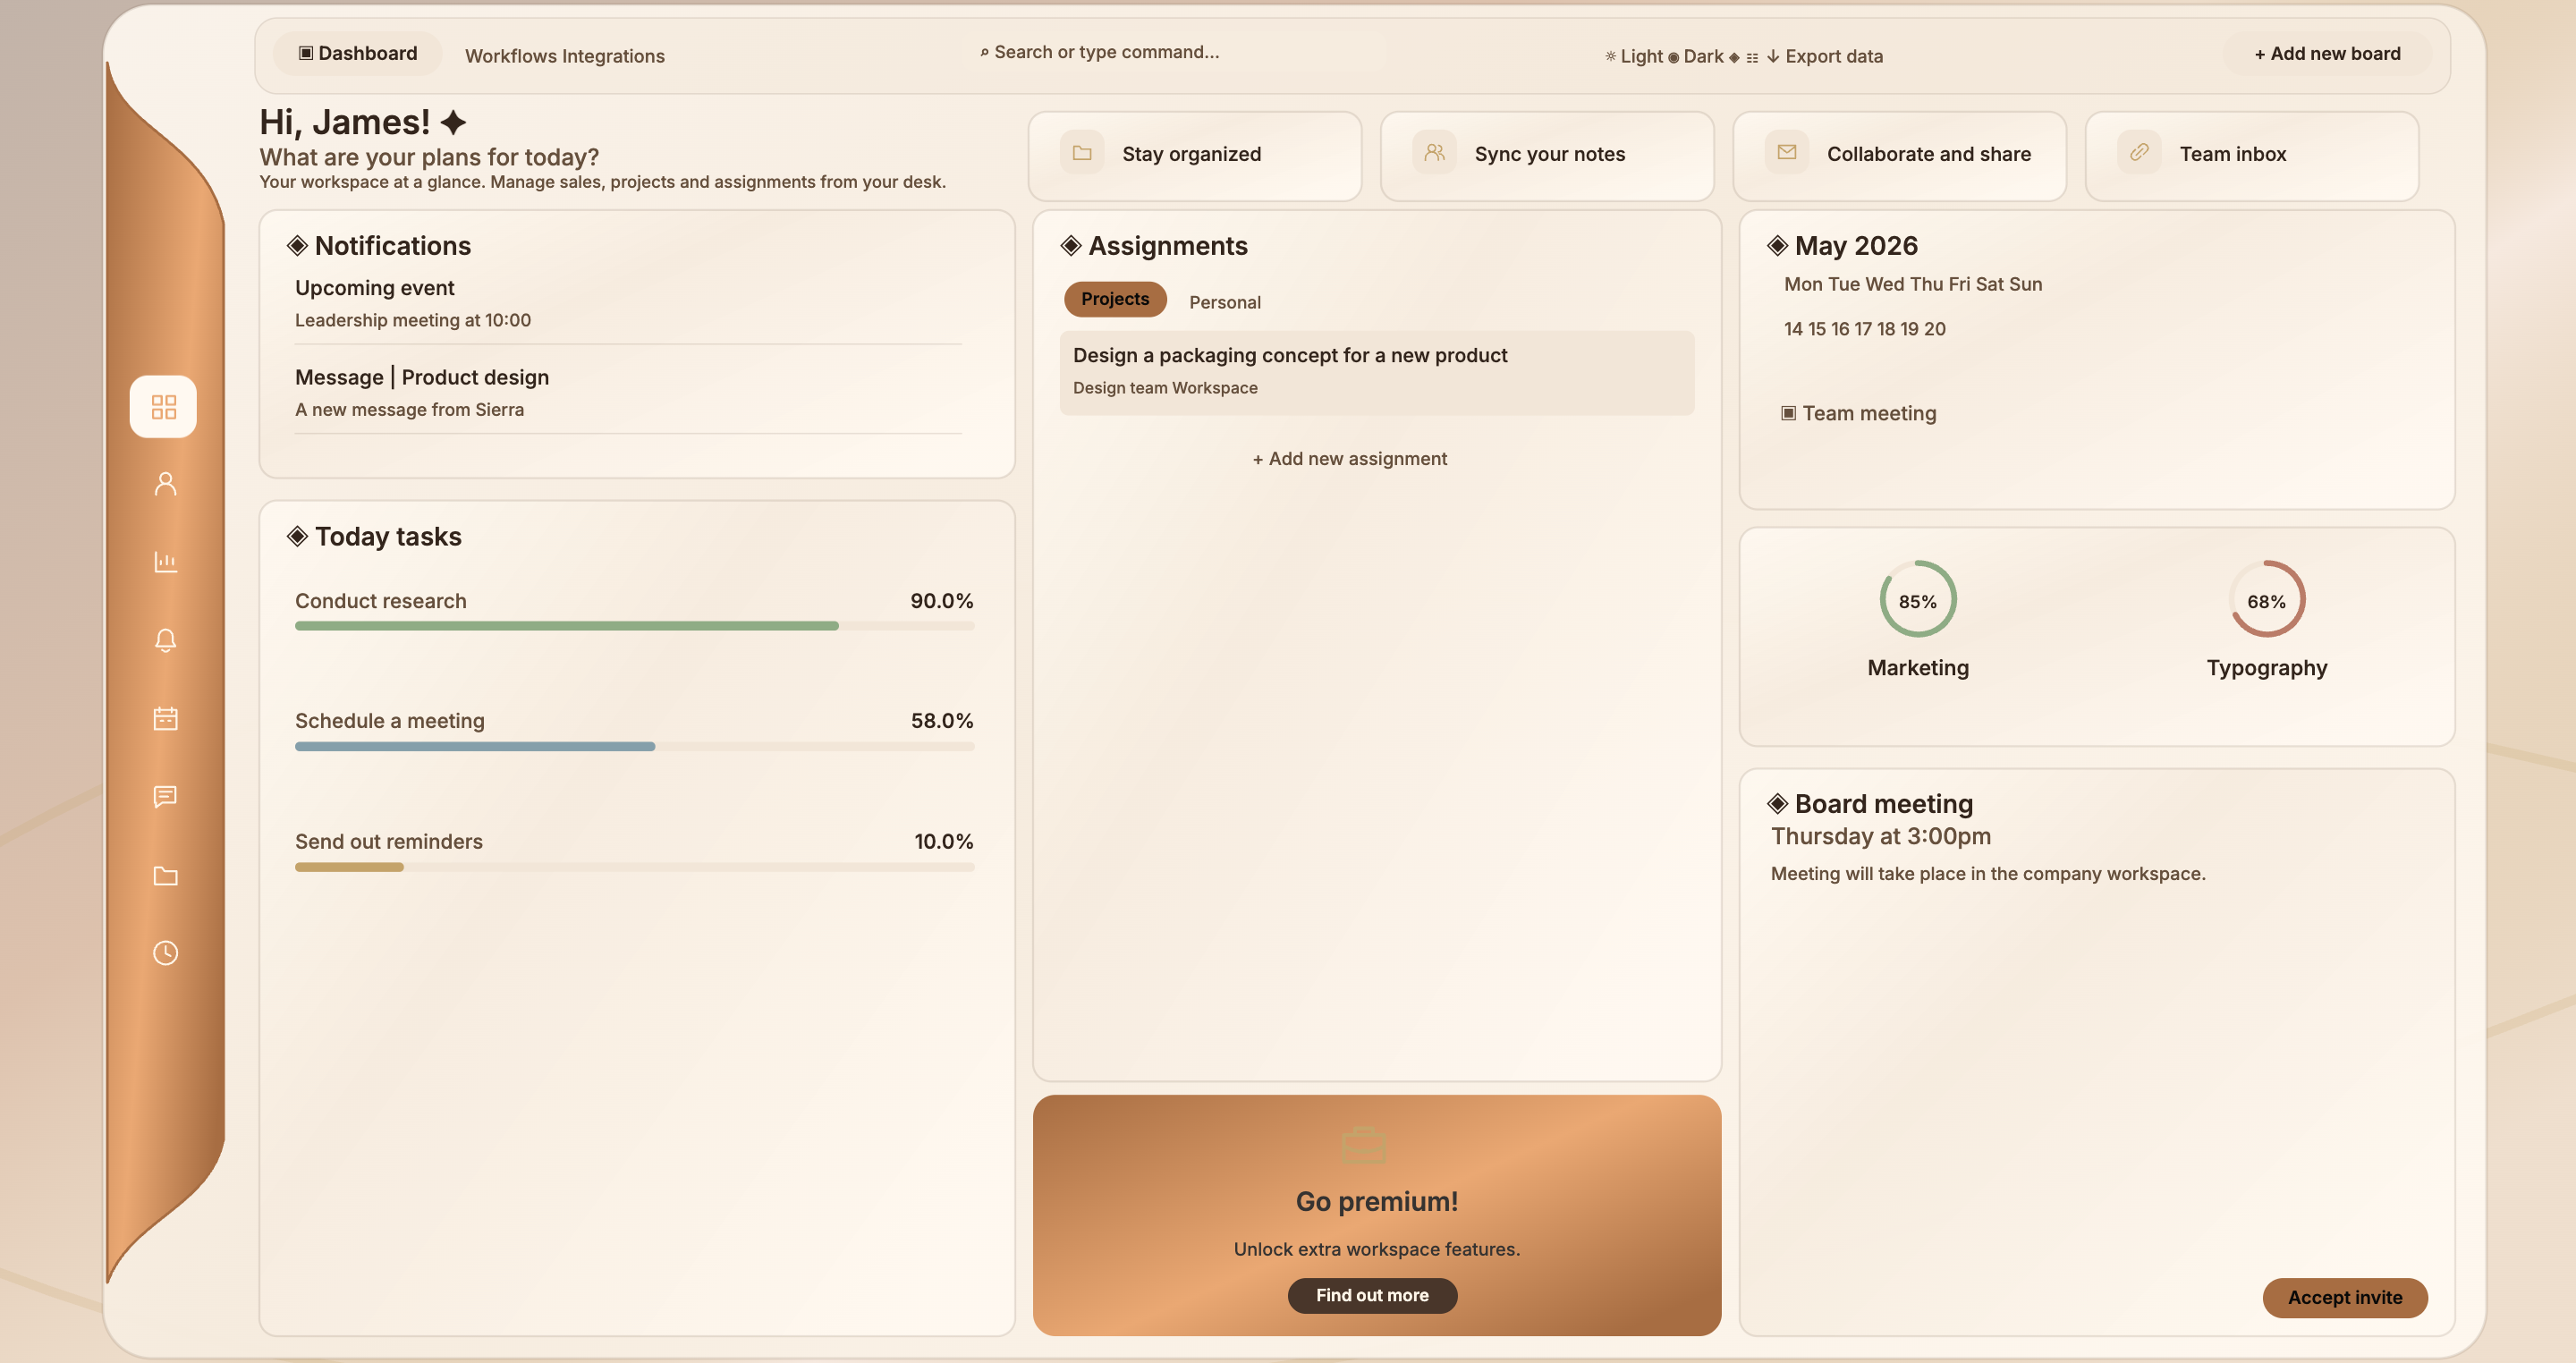 ▣ Dashboard
Workflows Integrations
⌕ Search or type command...
☼ Light ◉ Dark ◈ ☷ ↓ Export data
+ Add new board
Hi, James! ✦
What are your plans for today?
Your workspace at a glance. Manage sales, projects and assignments from your desk.
Stay organized
Sync your notes
Collaborate and share
Team inbox
◈ Notifications
Upcoming event
Leadership meeting at 10:00
Message | Product design
A new message from Sierra
◈ Today tasks
Conduct research 90.0%
Schedule a meeting 58.0%
Send out reminders 10.0%
◈ Assignments
Projects
Personal
Design a packaging concept for a new product
Design team Workspace
+ Add new assignment
Go premium!
Unlock extra workspace features.
Find out more
◈ May 2026
Mon Tue Wed Thu Fri Sat Sun
14 15 16 17 18 19 20
▣ Team meeting
85%
Marketing
68%
Typography
◈ Board meeting
Thursday at 3:00pm
Meeting will take place in the company workspace.
Accept invite